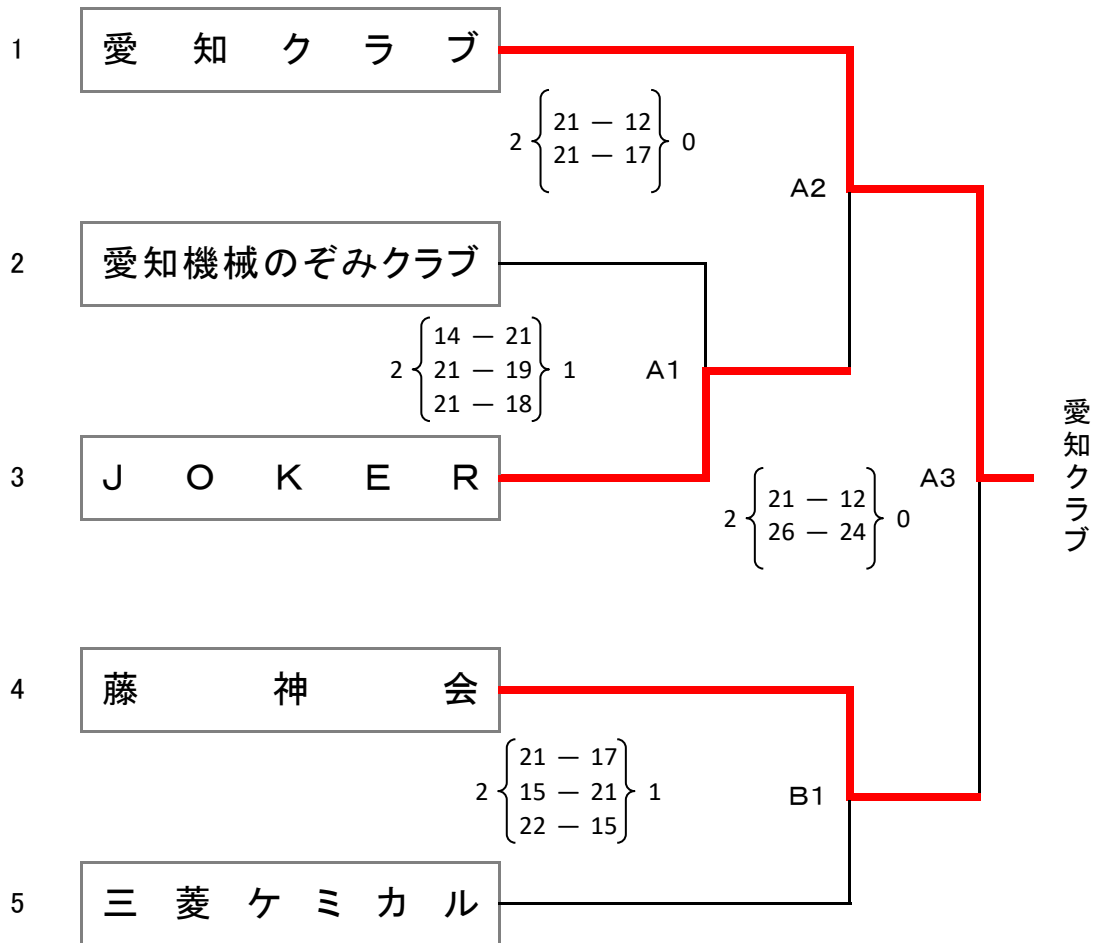 1 愛知クラブ
2 { 21 — 12 } 0
21 — 17
A2
2 愛知機械のぞみクラブ
2 { 14 — 21 } 1
21 — 19
21 — 18
A1
3 JOKER
2 { 21 — 12 } 0
26 — 24
A3
愛知クラブ
4 藤神会
2 { 21 — 17 } 1
15 — 21
22 — 15
B1
5 三菱ケミカル